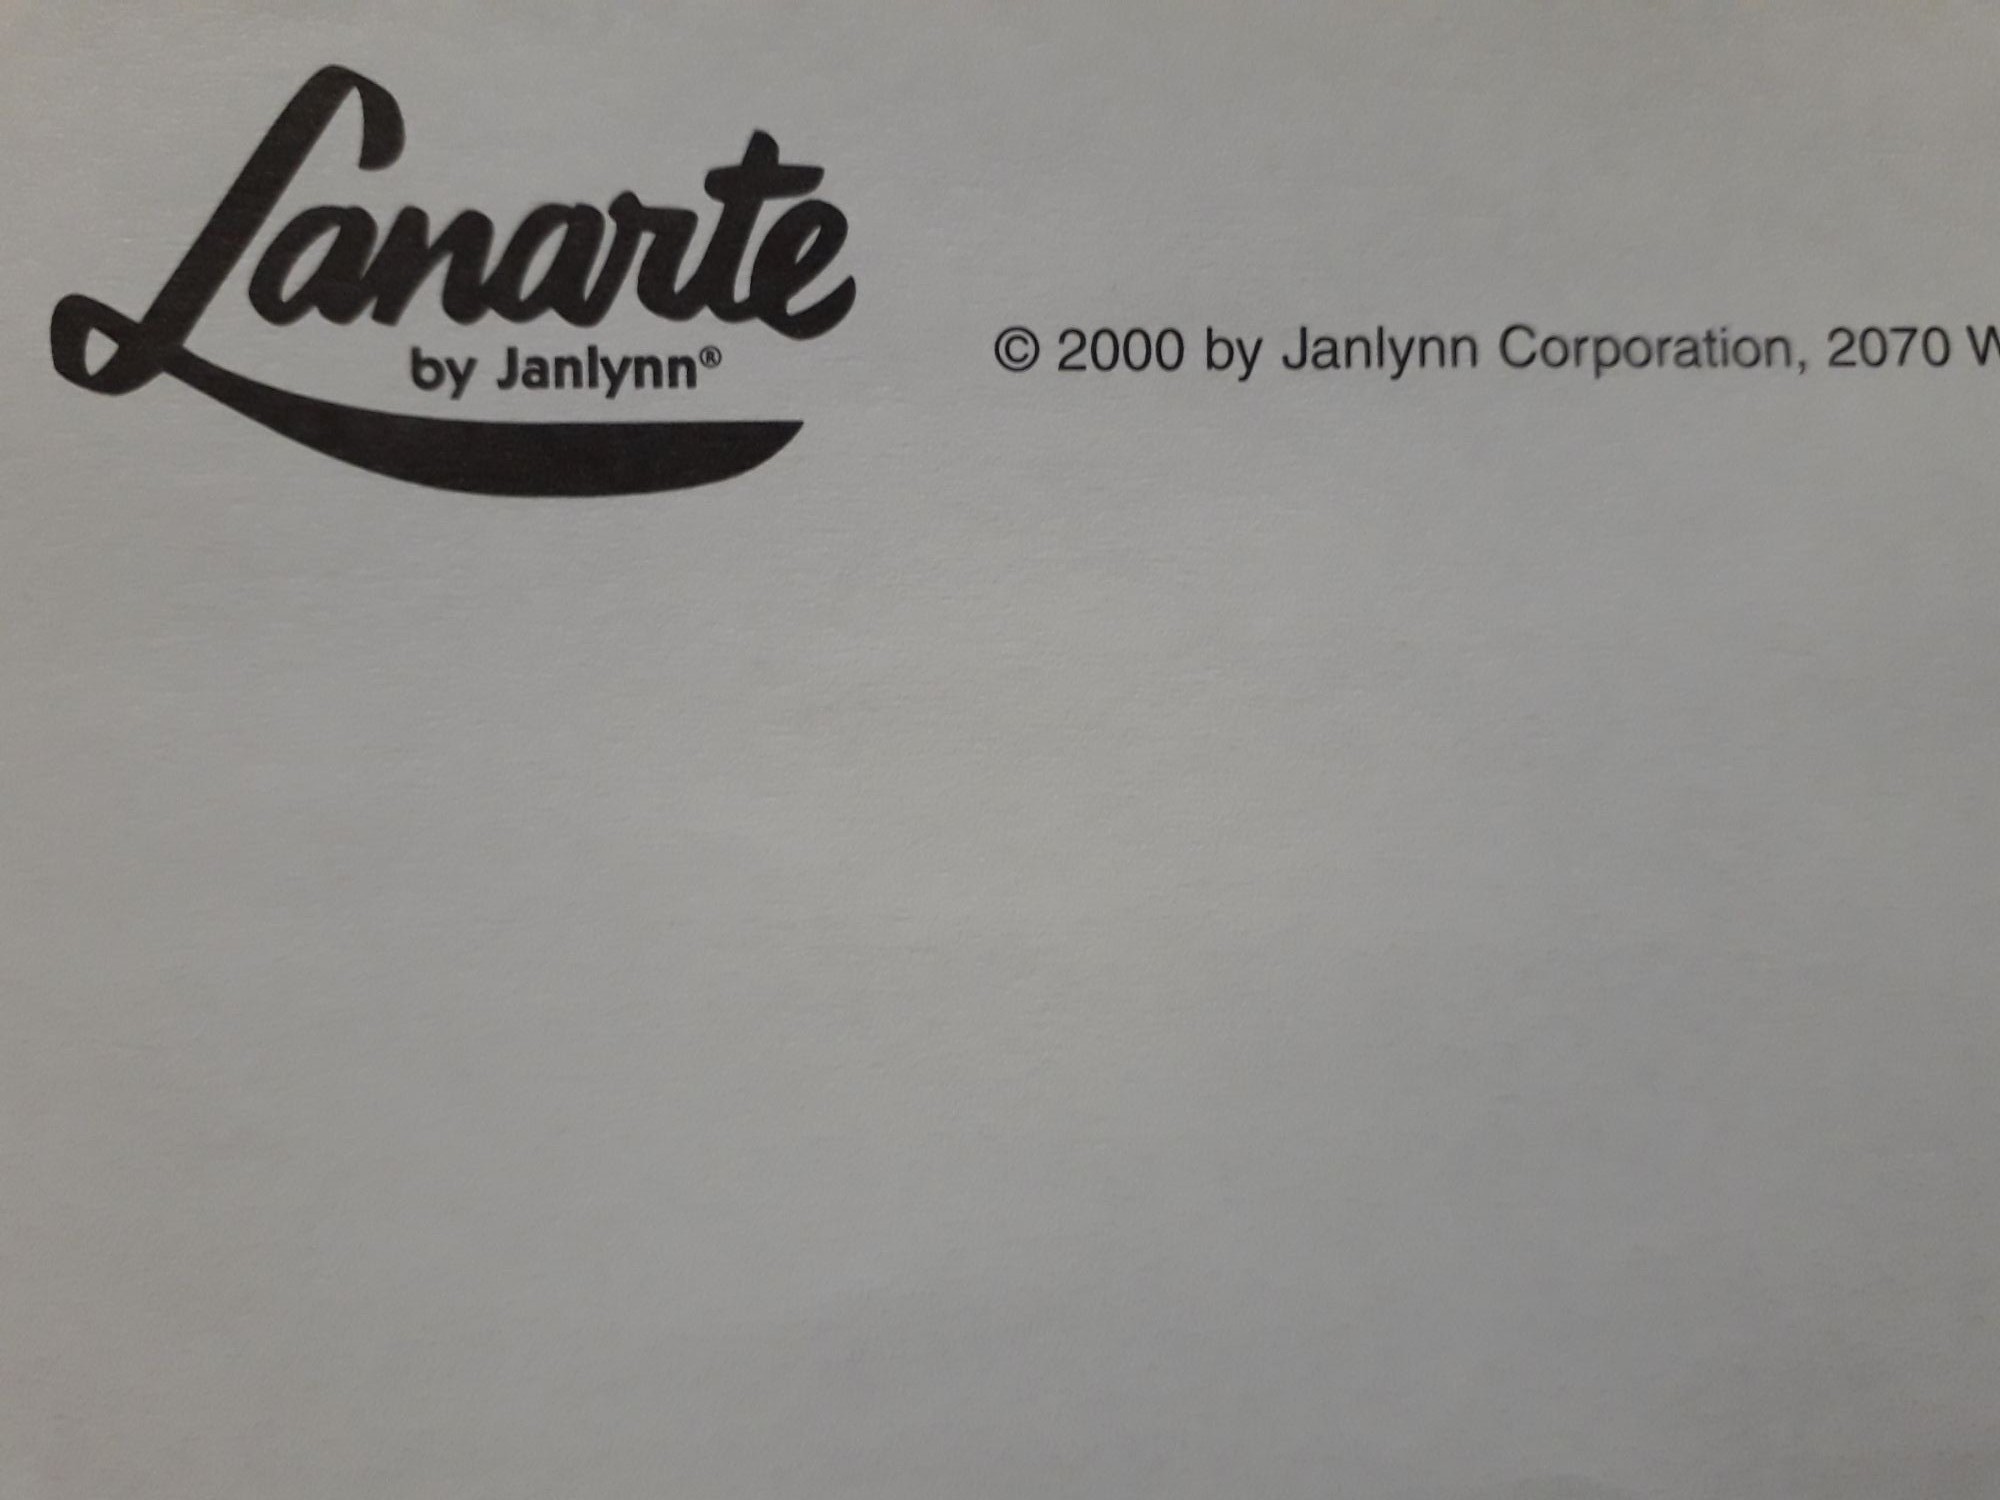 Lanarte
by Janlynn®
© 2000 by Janlynn Corporation, 2070 W